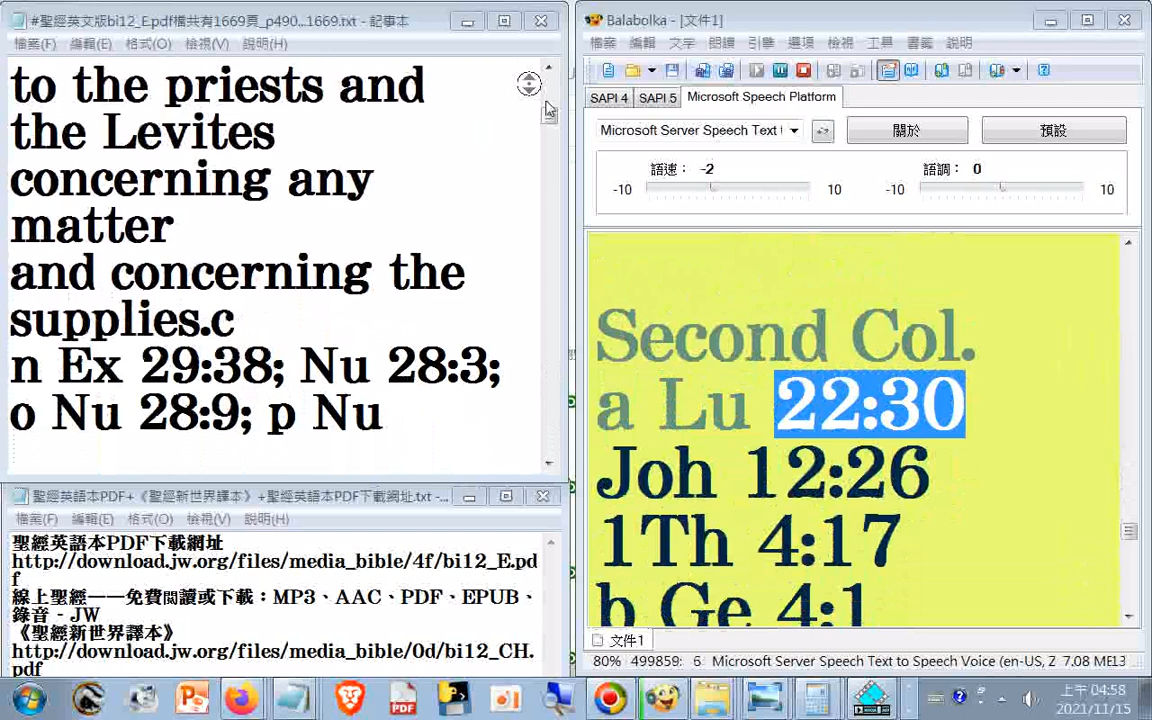 #聖經英文版bi12_E.pdf檔共有1669頁_p490...1669.txt - 記事本
檔案(F) 編輯(E) 格式(O) 檢視(V) 說明(H)
to the priests and
the Levites
concerning any
matter
and concerning the
supplies.c
n Ex 29:38; Nu 28:3;
o Nu 28:9; p Nu
聖經英語本PDF+《聖經新世界譯本》+聖經英語本PDF下載網址.txt -...
檔案(F) 編輯(E) 格式(O) 檢視(V) 說明(H)
聖經英語本PDF下載網址
http://download.jw.org/files/media_bible/4f/bi12_E.pd
f
線上聖經——免費閱讀或下載：MP3、AAC、PDF、EPUB、
錄音 - JW
《聖經新世界譯本》
http://download.jw.org/files/media_bible/0d/bi12_CH.
pdf
Balabolka - [文件1]
檔案 編輯 文字 朗讀 引擎 選項 檢視 工具 書籤 說明
SAPI 4 SAPI 5 Microsoft Speech Platform
Microsoft Server Speech Text 關於 預設
語速： -2 語調： 0
-10 10 -10 10
Second Col.
a Lu 22:30
Joh 12:26
1Th 4:17
b Ge 4:1
文件1
80% 499859: 6 Microsoft Server Speech Text to Speech Voice (en-US, Z 7.08 ME13
PDF
上午 04:58
2021/11/15